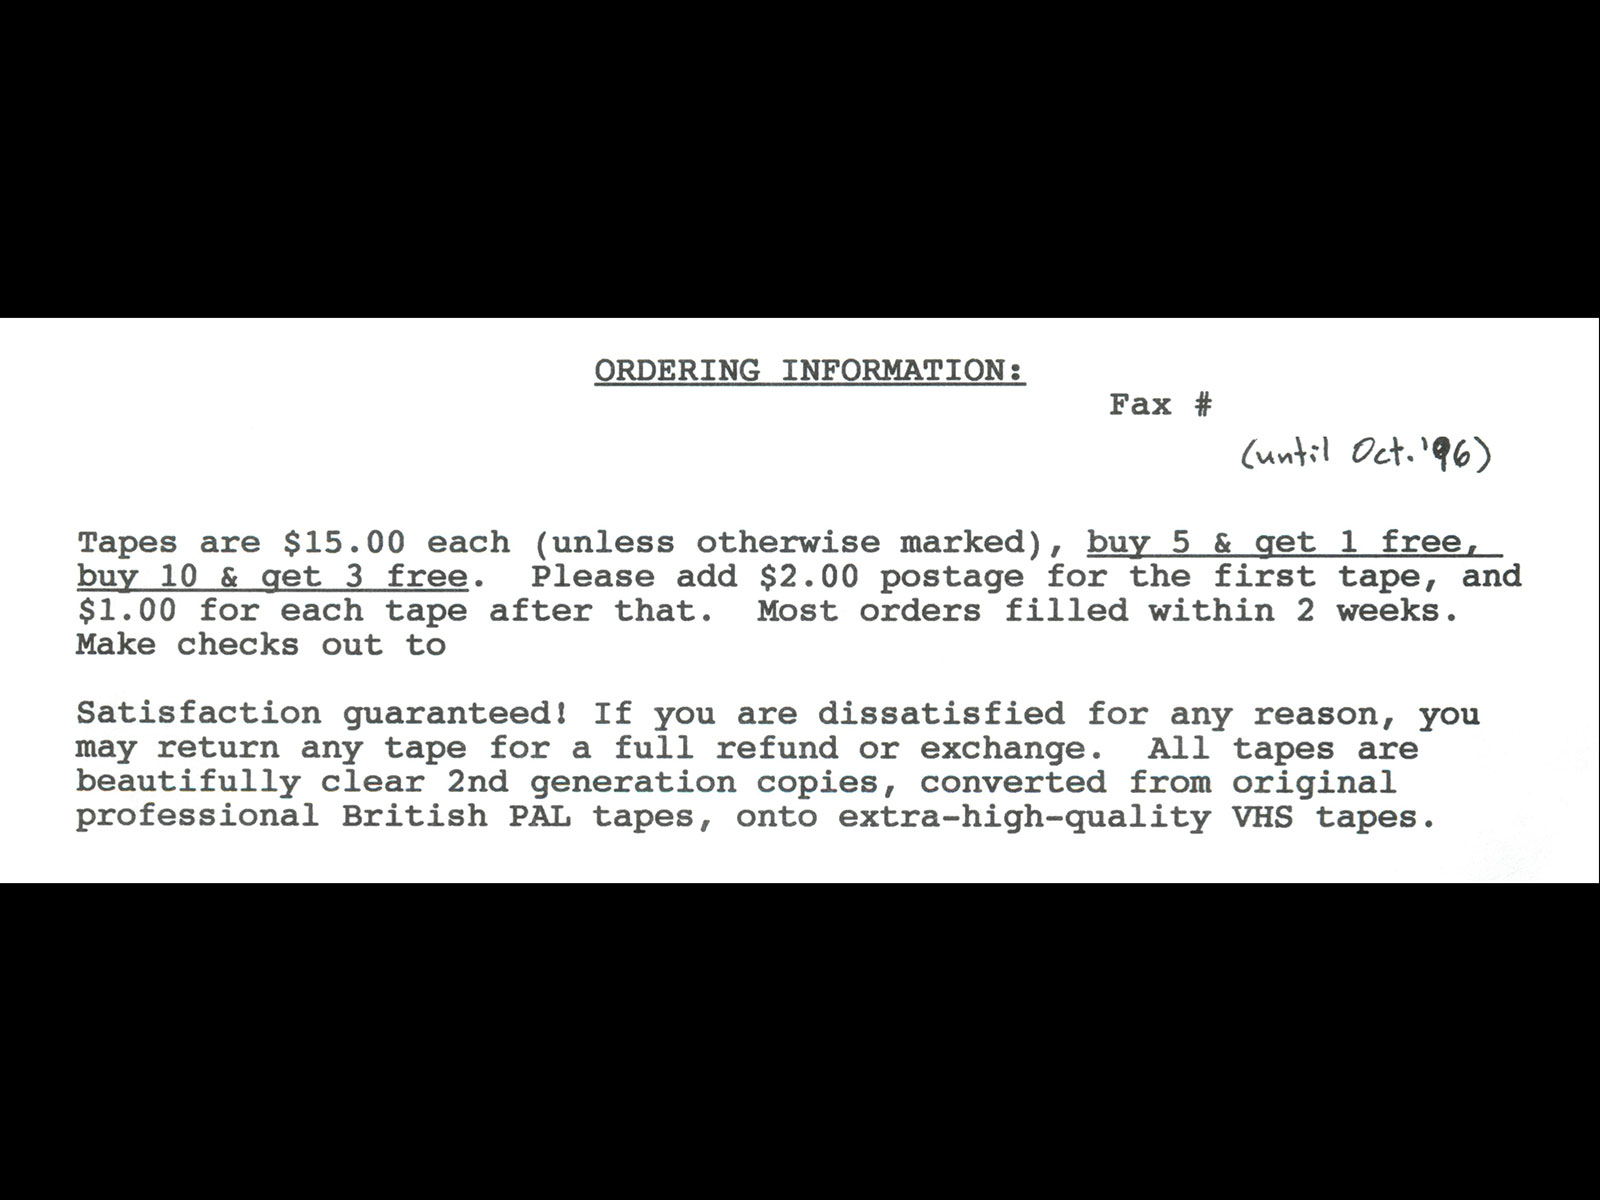 ORDERING INFORMATION:
Fax #
(until Oct. '96)
Tapes are $15.00 each (unless otherwise marked), buy 5 & get 1 free,
buy 10 & get 3 free.  Please add $2.00 postage for the first tape, and
$1.00 for each tape after that.  Most orders filled within 2 weeks.
Make checks out to
Satisfaction guaranteed! If you are dissatisfied for any reason, you
may return any tape for a full refund or exchange.  All tapes are
beautifully clear 2nd generation copies, converted from original
professional British PAL tapes, onto extra-high-quality VHS tapes.